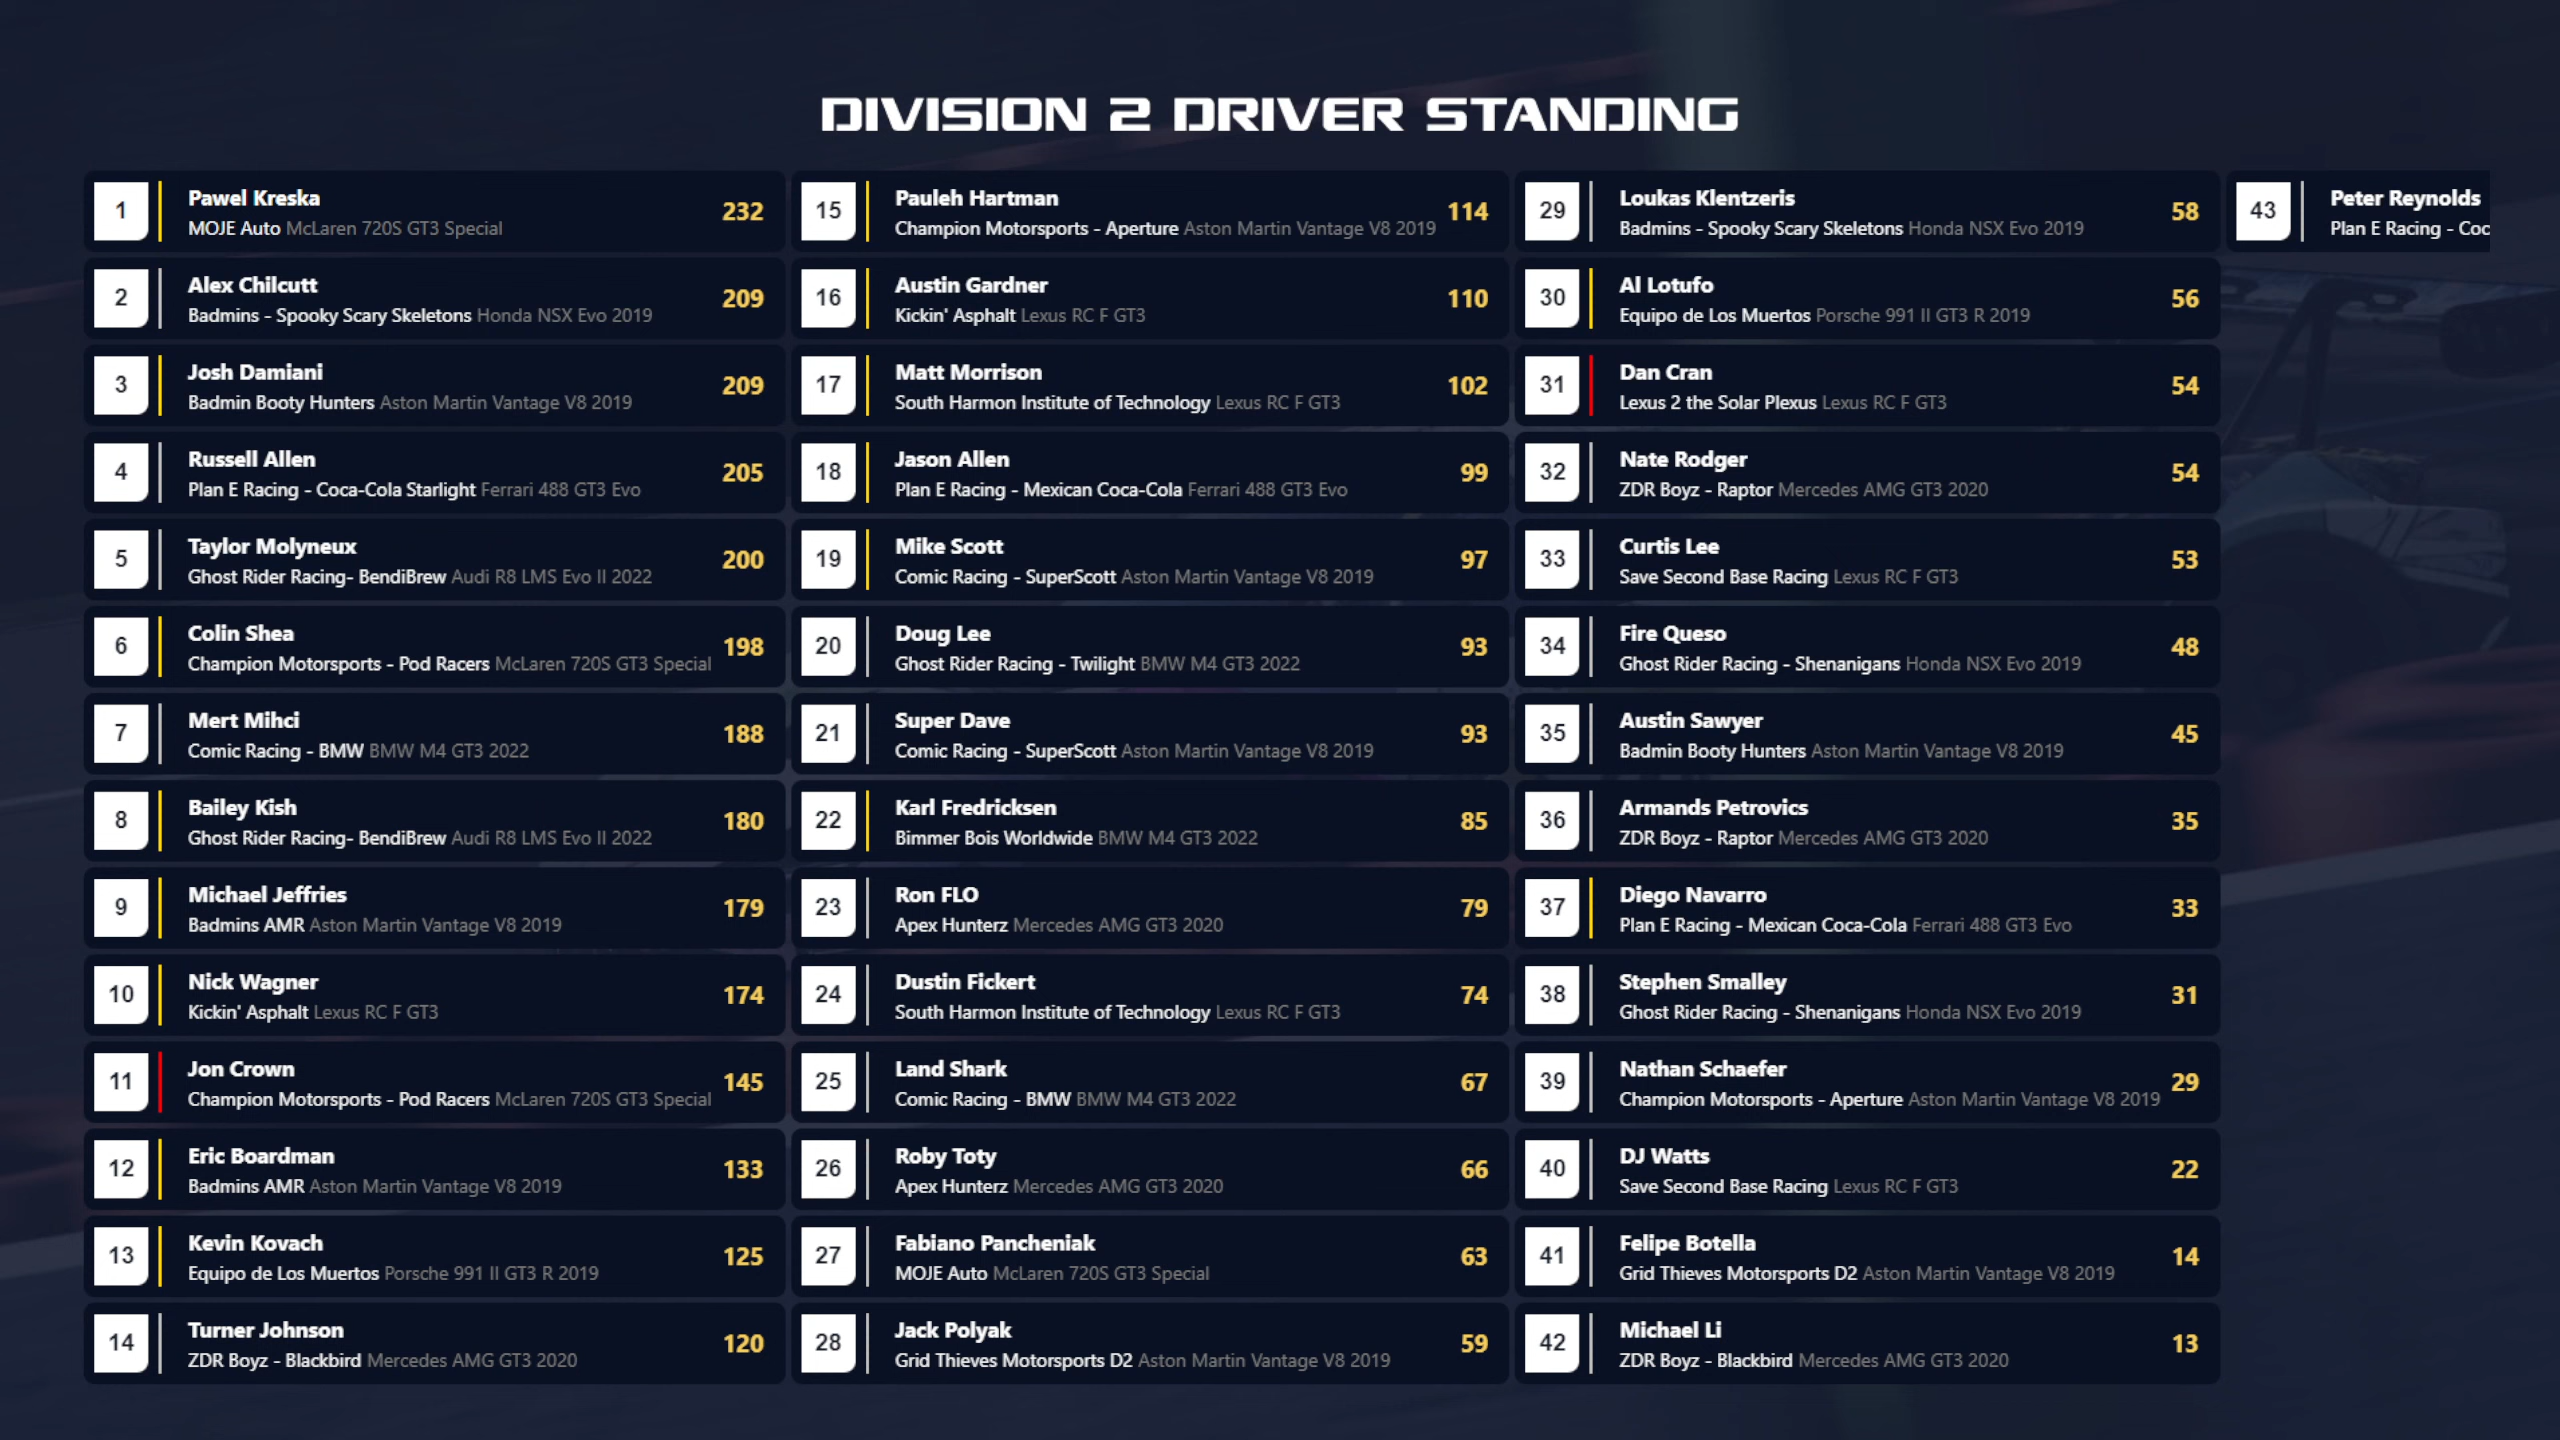 DIVISION 2 DRIVER STANDING
1
Pawel Kreska
MOJE Auto McLaren 720S GT3 Special
232
2
Alex Chilcutt
Badmins - Spooky Scary Skeletons Honda NSX Evo 2019
209
3
Josh Damiani
Badmin Booty Hunters Aston Martin Vantage V8 2019
209
4
Russell Allen
Plan E Racing - Coca-Cola Starlight Ferrari 488 GT3 Evo
205
5
Taylor Molyneux
Ghost Rider Racing- BendiBrew Audi R8 LMS Evo II 2022
200
6
Colin Shea
Champion Motorsports - Pod Racers McLaren 720S GT3 Special
198
7
Mert Mihci
Comic Racing - BMW BMW M4 GT3 2022
188
8
Bailey Kish
Ghost Rider Racing- BendiBrew Audi R8 LMS Evo II 2022
180
9
Michael Jeffries
Badmins AMR Aston Martin Vantage V8 2019
179
10
Nick Wagner
Kickin' Asphalt Lexus RC F GT3
174
11
Jon Crown
Champion Motorsports - Pod Racers McLaren 720S GT3 Special
145
12
Eric Boardman
Badmins AMR Aston Martin Vantage V8 2019
133
13
Kevin Kovach
Equipo de Los Muertos Porsche 991 II GT3 R 2019
125
14
Turner Johnson
ZDR Boyz - Blackbird Mercedes AMG GT3 2020
120
15
Pauleh Hartman
Champion Motorsports - Aperture Aston Martin Vantage V8 2019
114
16
Austin Gardner
Kickin' Asphalt Lexus RC F GT3
110
17
Matt Morrison
South Harmon Institute of Technology Lexus RC F GT3
102
18
Jason Allen
Plan E Racing - Mexican Coca-Cola Ferrari 488 GT3 Evo
99
19
Mike Scott
Comic Racing - SuperScott Aston Martin Vantage V8 2019
97
20
Doug Lee
Ghost Rider Racing - Twilight BMW M4 GT3 2022
93
21
Super Dave
Comic Racing - SuperScott Aston Martin Vantage V8 2019
93
22
Karl Fredricksen
Bimmer Bois Worldwide BMW M4 GT3 2022
85
23
Ron FLO
Apex Hunterz Mercedes AMG GT3 2020
79
24
Dustin Fickert
South Harmon Institute of Technology Lexus RC F GT3
74
25
Land Shark
Comic Racing - BMW BMW M4 GT3 2022
67
26
Roby Toty
Apex Hunterz Mercedes AMG GT3 2020
66
27
Fabiano Pancheniak
MOJE Auto McLaren 720S GT3 Special
63
28
Jack Polyak
Grid Thieves Motorsports D2 Aston Martin Vantage V8 2019
59
29
Loukas Klentzeris
Badmins - Spooky Scary Skeletons Honda NSX Evo 2019
58
30
Al Lotufo
Equipo de Los Muertos Porsche 991 II GT3 R 2019
56
31
Dan Cran
Lexus 2 the Solar Plexus Lexus RC F GT3
54
32
Nate Rodger
ZDR Boyz - Raptor Mercedes AMG GT3 2020
54
33
Curtis Lee
Save Second Base Racing Lexus RC F GT3
53
34
Fire Queso
Ghost Rider Racing - Shenanigans Honda NSX Evo 2019
48
35
Austin Sawyer
Badmin Booty Hunters Aston Martin Vantage V8 2019
45
36
Armands Petrovics
ZDR Boyz - Raptor Mercedes AMG GT3 2020
35
37
Diego Navarro
Plan E Racing - Mexican Coca-Cola Ferrari 488 GT3 Evo
33
38
Stephen Smalley
Ghost Rider Racing - Shenanigans Honda NSX Evo 2019
31
39
Nathan Schaefer
Champion Motorsports - Aperture Aston Martin Vantage V8 2019
29
40
DJ Watts
Save Second Base Racing Lexus RC F GT3
22
41
Felipe Botella
Grid Thieves Motorsports D2 Aston Martin Vantage V8 2019
14
42
Michael Li
ZDR Boyz - Blackbird Mercedes AMG GT3 2020
13
43
Peter Reynolds
Plan E Racing - Coc